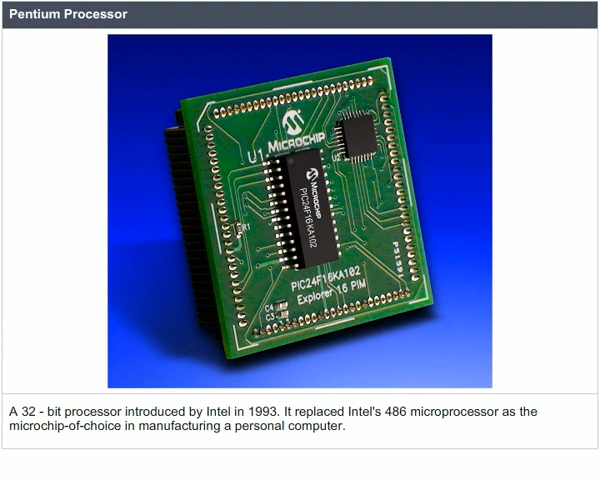 Pentium Processor
MICROCHIP
U1
U2
MICROCHIP
PIC24F16KA102
R1
PIC24F16KA102
Explorer 16 PIM
C4
C3
A 32 - bit processor introduced by Intel in 1993. It replaced Intel's 486 microprocessor as the
microchip-of-choice in manufacturing a personal computer.